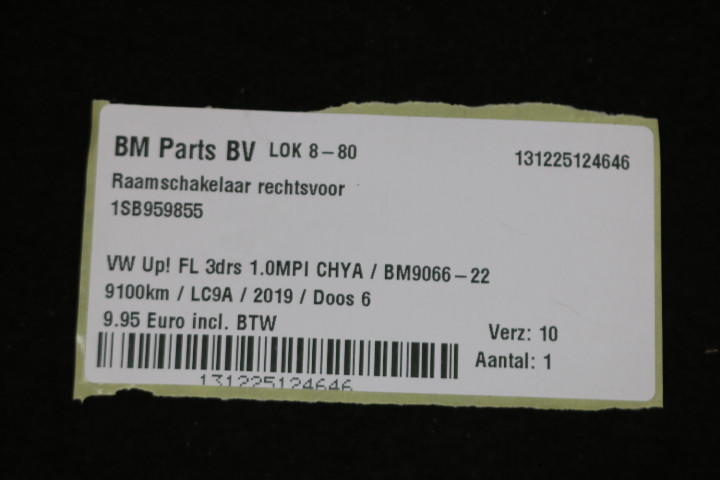 BM Parts BV LOK 8-80 131225124646
Raamschakelaar rechtsvoor
1SB959855
VW Up! FL 3drs 1.0MPI CHYA / BM9066-22
9100km / LC9A / 2019 / Doos 6
9.95 Euro incl. BTW
Verz: 10
Aantal: 1
131225124646